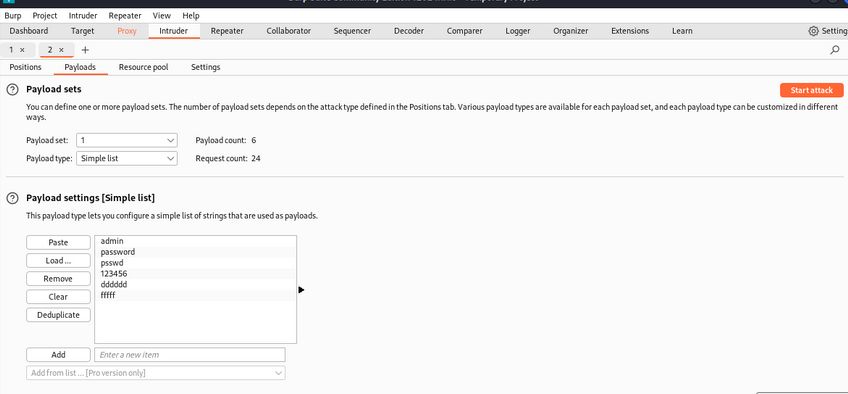 Burp Project Intruder Repeater View Help
Dashboard Target Proxy Intruder Repeater Collaborator Sequencer Decoder Comparer Logger Organizer Extensions Learn Setting
1 × 2 × +
Positions Payloads Resource pool Settings
? Payload sets Start attack
You can define one or more payload sets. The number of payload sets depends on the attack type defined in the Positions tab. Various payload types are available for each payload set, and each payload type can be customized in different
ways.
Payload set: 1 Payload count: 6
Payload type: Simple list Request count: 24
? Payload settings [Simple list]
This payload type lets you configure a simple list of strings that are used as payloads.
Paste admin
password
Load ... psswd
Remove 123456
dddddd
Clear fffff
Deduplicate
Add Enter a new item
Add from list ... [Pro version only]